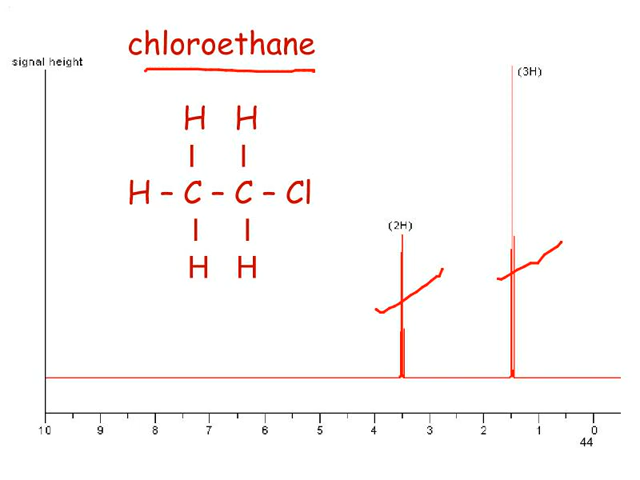 chloroethane
signal height
(3H)
H H
| |
H – C – C – Cl
| |
H H
(2H)
10 9 8 7 6 5 4 3 2 1 0
44